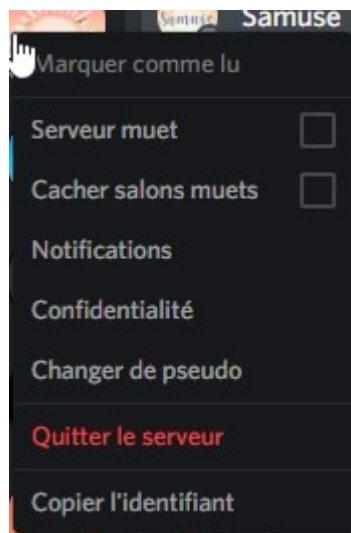 Samuse
Samuse
Marquer comme lu
Serveur muet
Cacher salons muets
Notifications
Confidentialité
Changer de pseudo
Quitter le serveur
Copier l'identifiant